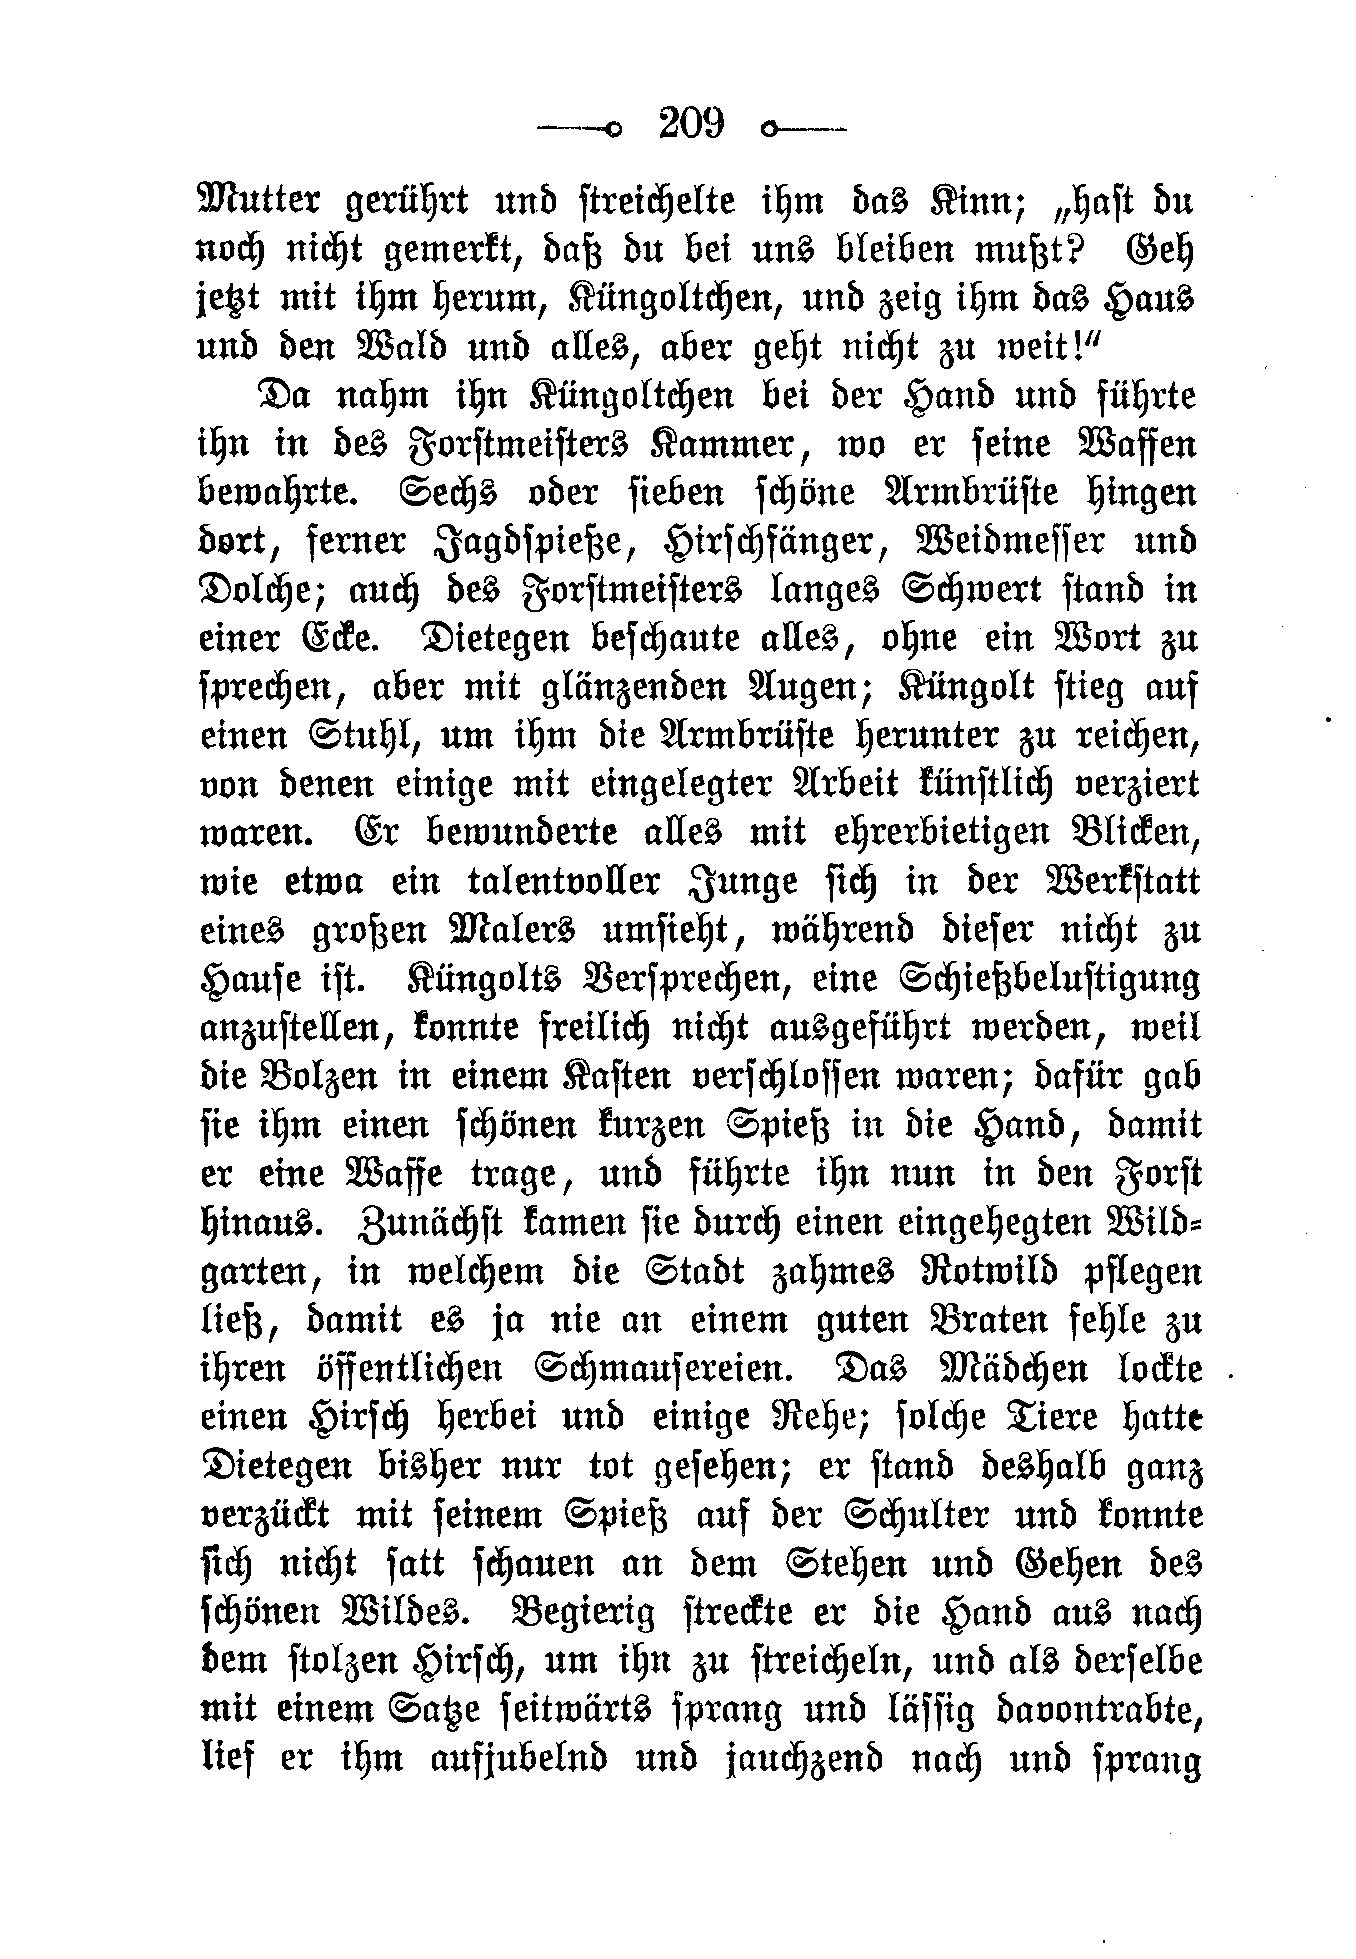 209
Mutter gerührt und streichelte ihm das Kinn; „hast du
noch nicht gemerkt, daß du bei uns bleiben mußt? Geh
jetzt mit ihm herum, Küngoltchen, und zeig ihm das Haus
und den Wald und alles, aber geht nicht zu weit!“
Da nahm ihn Küngoltchen bei der Hand und führte
ihn in des Forstmeisters Kammer, wo er seine Waffen
bewahrte. Sechs oder sieben schöne Armbrüste hingen
dort, ferner Jagdspieße, Hirschfänger, Weidmesser und
Dolche; auch des Forstmeisters langes Schwert stand in
einer Ecke. Dietegen beschaute alles, ohne ein Wort zu
sprechen, aber mit glänzenden Augen; Küngolt stieg auf
einen Stuhl, um ihm die Armbrüste herunter zu reichen,
von denen einige mit eingelegter Arbeit künstlich verziert
waren. Er bewunderte alles mit ehrerbietigen Blicken,
wie etwa ein talentvoller Junge sich in der Werkstatt
eines großen Malers umsieht, während dieser nicht zu
Hause ist. Küngolts Versprechen, eine Schießbelustigung
anzustellen, konnte freilich nicht ausgeführt werden, weil
die Bolzen in einem Kasten verschlossen waren; dafür gab
sie ihm einen schönen kurzen Spieß in die Hand, damit
er eine Waffe trage, und führte ihn nun in den Forst
hinaus. Zunächst kamen sie durch einen eingehegten Wild-
garten, in welchem die Stadt zahmes Rotwild pflegen
ließ, damit es ja nie an einem guten Braten fehle zu
ihren öffentlichen Schmausereien. Das Mädchen lockte
einen Hirsch herbei und einige Rehe; solche Tiere hatte
Dietegen bisher nur tot gesehen; er stand deshalb ganz
verzückt mit seinem Spieß auf der Schulter und konnte
sich nicht satt schauen an dem Stehen und Gehen des
schönen Wildes. Begierig streckte er die Hand aus nach
dem stolzen Hirsch, um ihn zu streicheln, und als derselbe
mit einem Satze seitwärts sprang und lässig davontrabte,
lief er ihm aufjubelnd und jauchzend nach und sprang